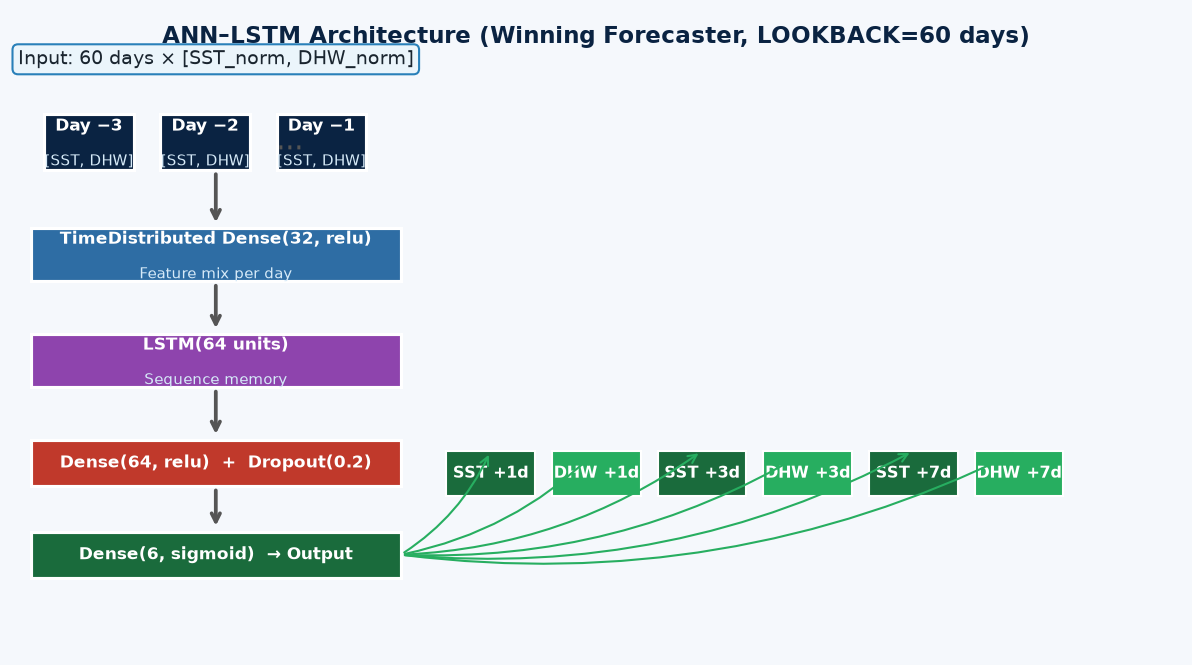 ANN–LSTM Architecture (Winning Forecaster, LOOKBACK=60 days)
Input: 60 days × [SST_norm, DHW_norm]
Day −3
[SST, DHW]
Day −2
[SST, DHW]
Day −1
...
[SST, DHW]
TimeDistributed Dense(32, relu)
Feature mix per day
LSTM(64 units)
Sequence memory
Dense(64, relu) + Dropout(0.2)
SST +1d
DHW +1d
SST +3d
DHW +3d
SST +7d
DHW +7d
Dense(6, sigmoid) → Output